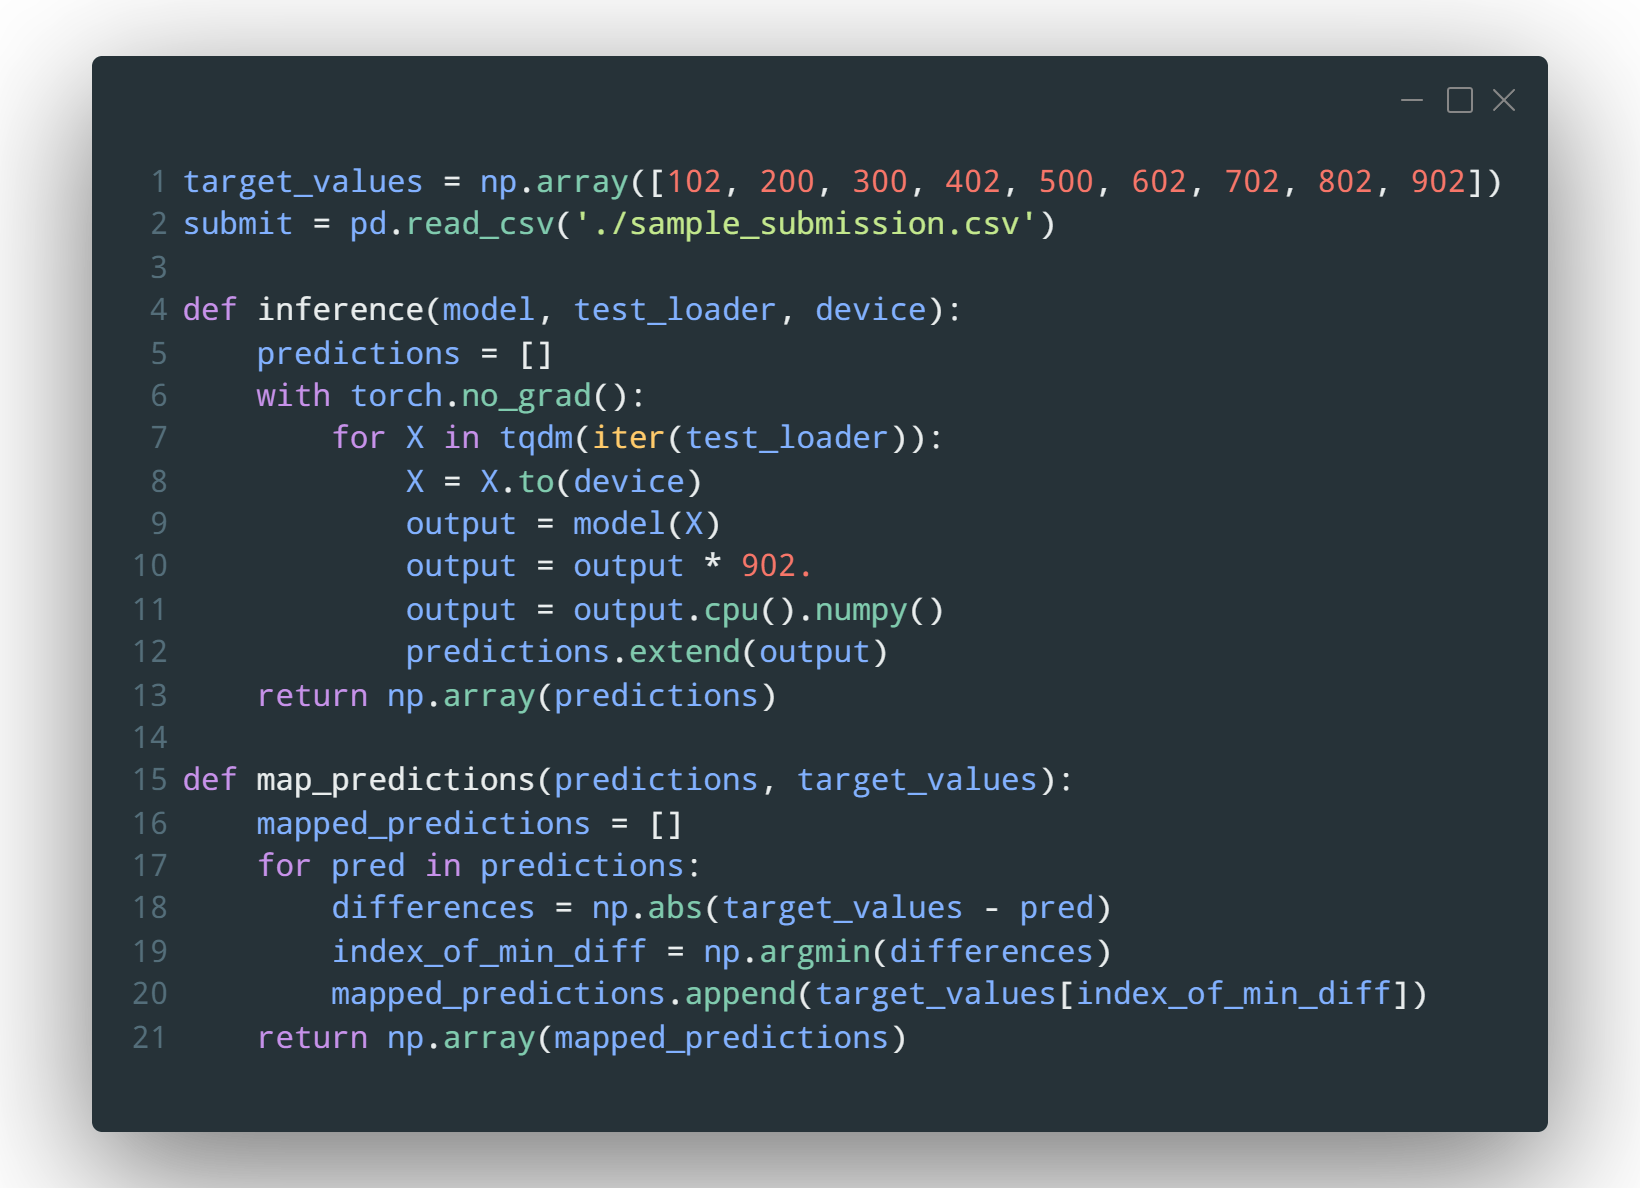 1 target_values = np.array([102, 200, 300, 402, 500, 602, 702, 802, 902])
2 submit = pd.read_csv('./sample_submission.csv')
3
4 def inference(model, test_loader, device):
5     predictions = []
6     with torch.no_grad():
7         for X in tqdm(iter(test_loader)):
8             X = X.to(device)
9             output = model(X)
10             output = output * 902.
11             output = output.cpu().numpy()
12             predictions.extend(output)
13     return np.array(predictions)
14
15 def map_predictions(predictions, target_values):
16     mapped_predictions = []
17     for pred in predictions:
18         differences = np.abs(target_values - pred)
19         index_of_min_diff = np.argmin(differences)
20         mapped_predictions.append(target_values[index_of_min_diff])
21     return np.array(mapped_predictions)